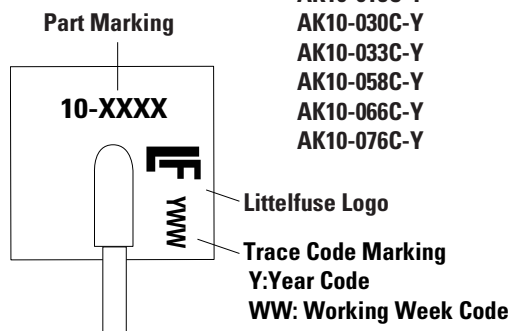 Part Marking
AK10-030C-Y
AK10-033C-Y
AK10-058C-Y
AK10-066C-Y
AK10-076C-Y
10-XXXX
LF
YWW
Littelfuse Logo
Trace Code Marking
Y:Year Code
WW: Working Week Code